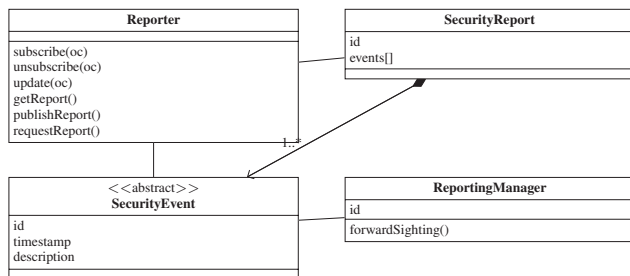 Reporter
subscribe(oc)
unsubscribe(oc)
update(oc)
getReport()
publishReport()
requestReport()
SecurityReport
id
events[]
1..*
<<abstract>>
SecurityEvent
id
timestamp
description
ReportingManager
id
forwardSighting()